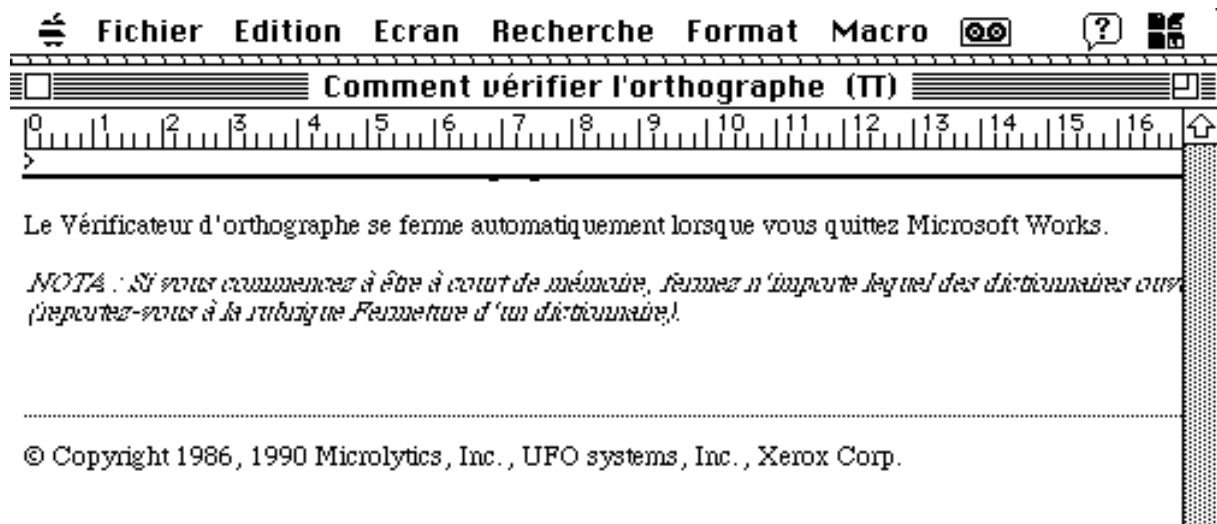 Fichier Edition Ecran Recherche Format Macro ?
Comment vérifier l'orthographe (TT)
0 1 2 3 4 5 6 7 8 9 10 11 12 13 14 15 16
Le Vérificateur d'orthographe se ferme automatiquement lorsque vous quittez Microsoft Works.
NOTA : Si vous commencez à être à court de mémoire, fermez n'importe lequel des dictionnaires ouv
(reportez-vous à la rubrique Fermeture d'un dictionnaire).
© Copyright 1986, 1990 Microlytics, Inc., UFO systems, Inc., Xerox Corp.